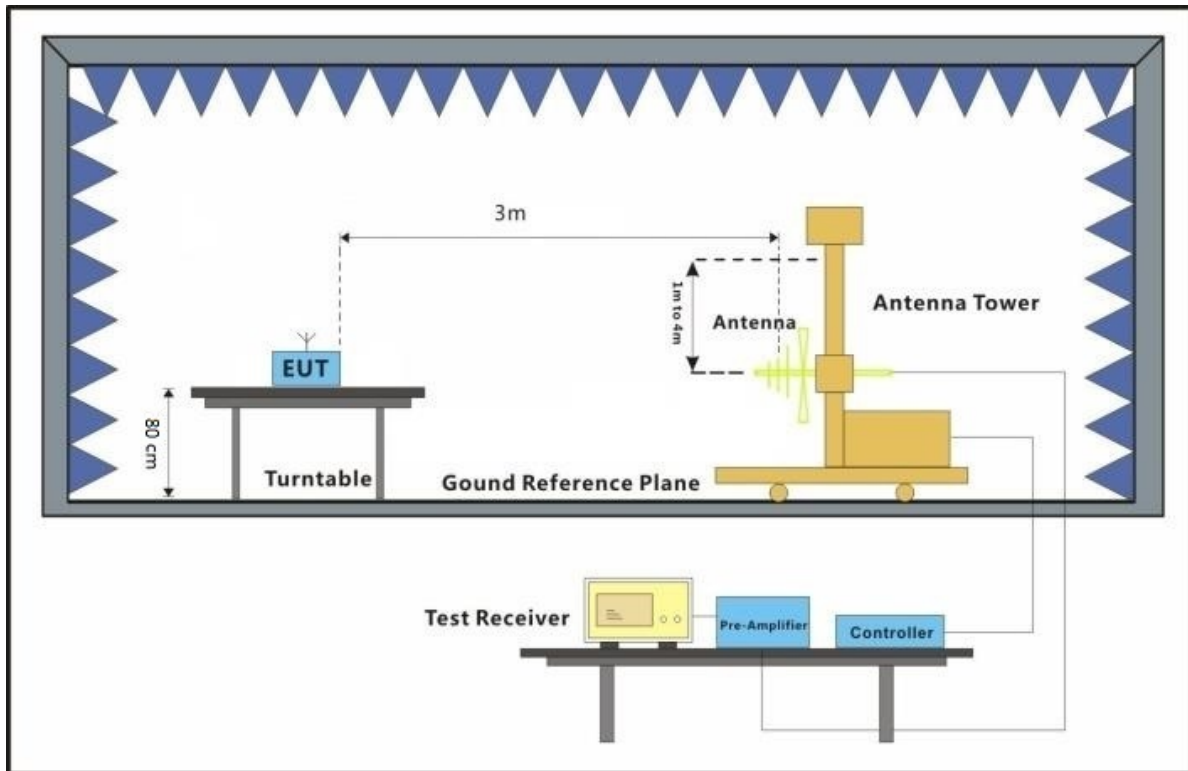 3m
1m to 4m
Antenna
Antenna Tower
EUT
80 cm
Turntable
Gound Reference Plane
Test Receiver
Pre-Amplifier
Controller